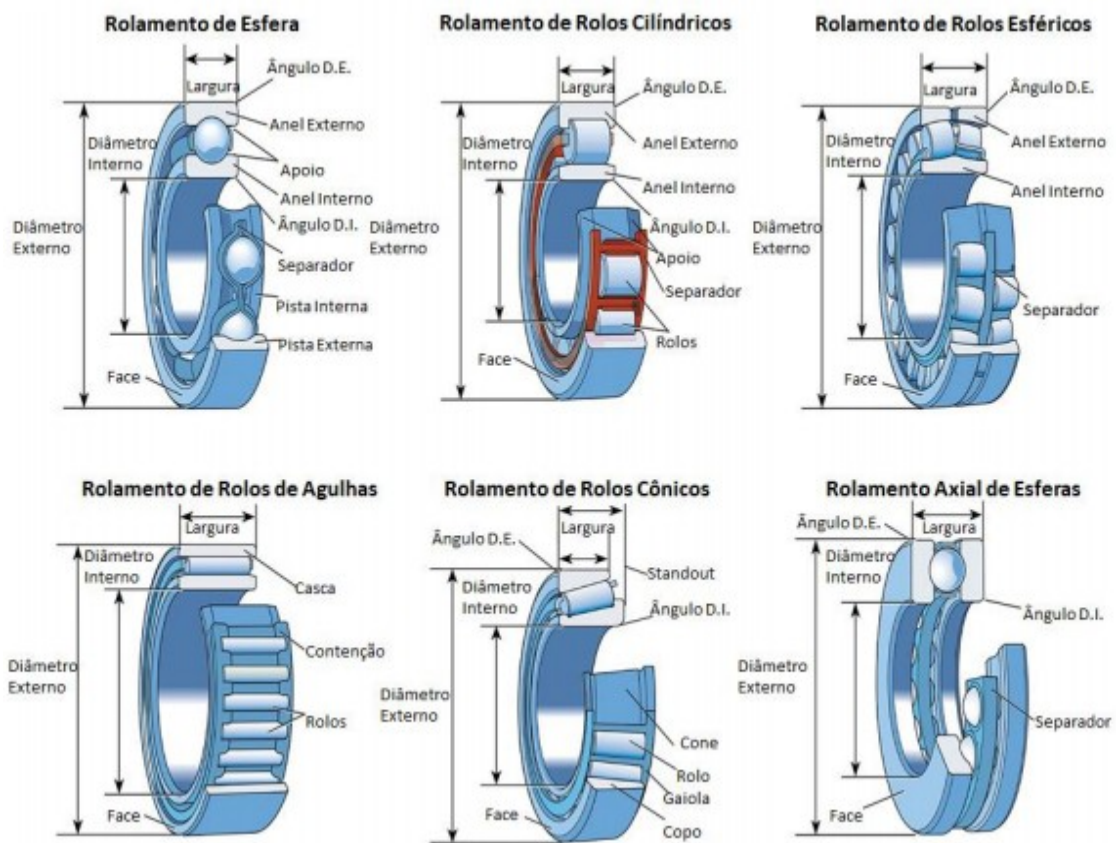 Rolamento de Esfera
Largura
Ângulo D.E.
Anel Externo
Diâmetro
Interno
Apoio
Anel Interno
Ângulo D.I.
Diâmetro
Externo
Separador
Pista Interna
Pista Externa
Face
Rolamento de Rolos Cilíndricos
Largura
Ângulo D.E.
Anel Externo
Diâmetro
Interno
Anel Interno
Ângulo D.I.
Diâmetro
Externo
Apoio
Separador
Rolos
Face
Rolamento de Rolos Esféricos
Largura
Ângulo D.E.
Anel Externo
Diâmetro
Interno
Anel Interno
Diâmetro
Externo
Separador
Face
Rolamento de Rolos de Agulhas
Largura
Diâmetro
Interno
Casca
Contenção
Diâmetro
Externo
Rolos
Face
Rolamento de Rolos Cônicos
Largura
Ângulo D.E.
Standout
Diâmetro
Interno
Ângulo D.I.
Diâmetro
Externo
Cone
Rolo
Gaiola
Copo
Face
Rolamento Axial de Esferas
Ângulo D.E.
Largura
Diâmetro
Interno
Ângulo D.I.
Diâmetro
Externo
Separador
Face